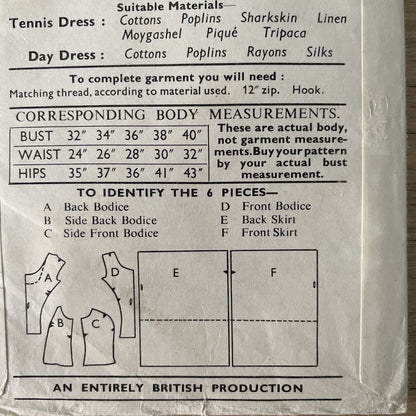 Suitable Materials—
Tennis Dress : Cottons Poplins Sharkskin Linen
Moygashel Piqué Tripaca
Day Dress : Cottons Poplins Rayons Silks
To complete garment you will need :
Matching thread, according to material used. 12" zip. Hook.
CORRESPONDING BODY MEASUREMENTS.
BUST 32" 34" 36" 38" 40"
WAIST 24" 26" 28" 30" 32"
HIPS 35" 37" 36" 41" 43"
These are actual body,
not garment measure-
ments. Buy your pattern
by your actual bust
measurement.
TO IDENTIFY THE 6 PIECES—
A Back Bodice
B Side Back Bodice
C Side Front Bodice
D Front Bodice
E Back Skirt
F Front Skirt
A
D
E
F
B
C
AN ENTIRELY BRITISH PRODUCTION